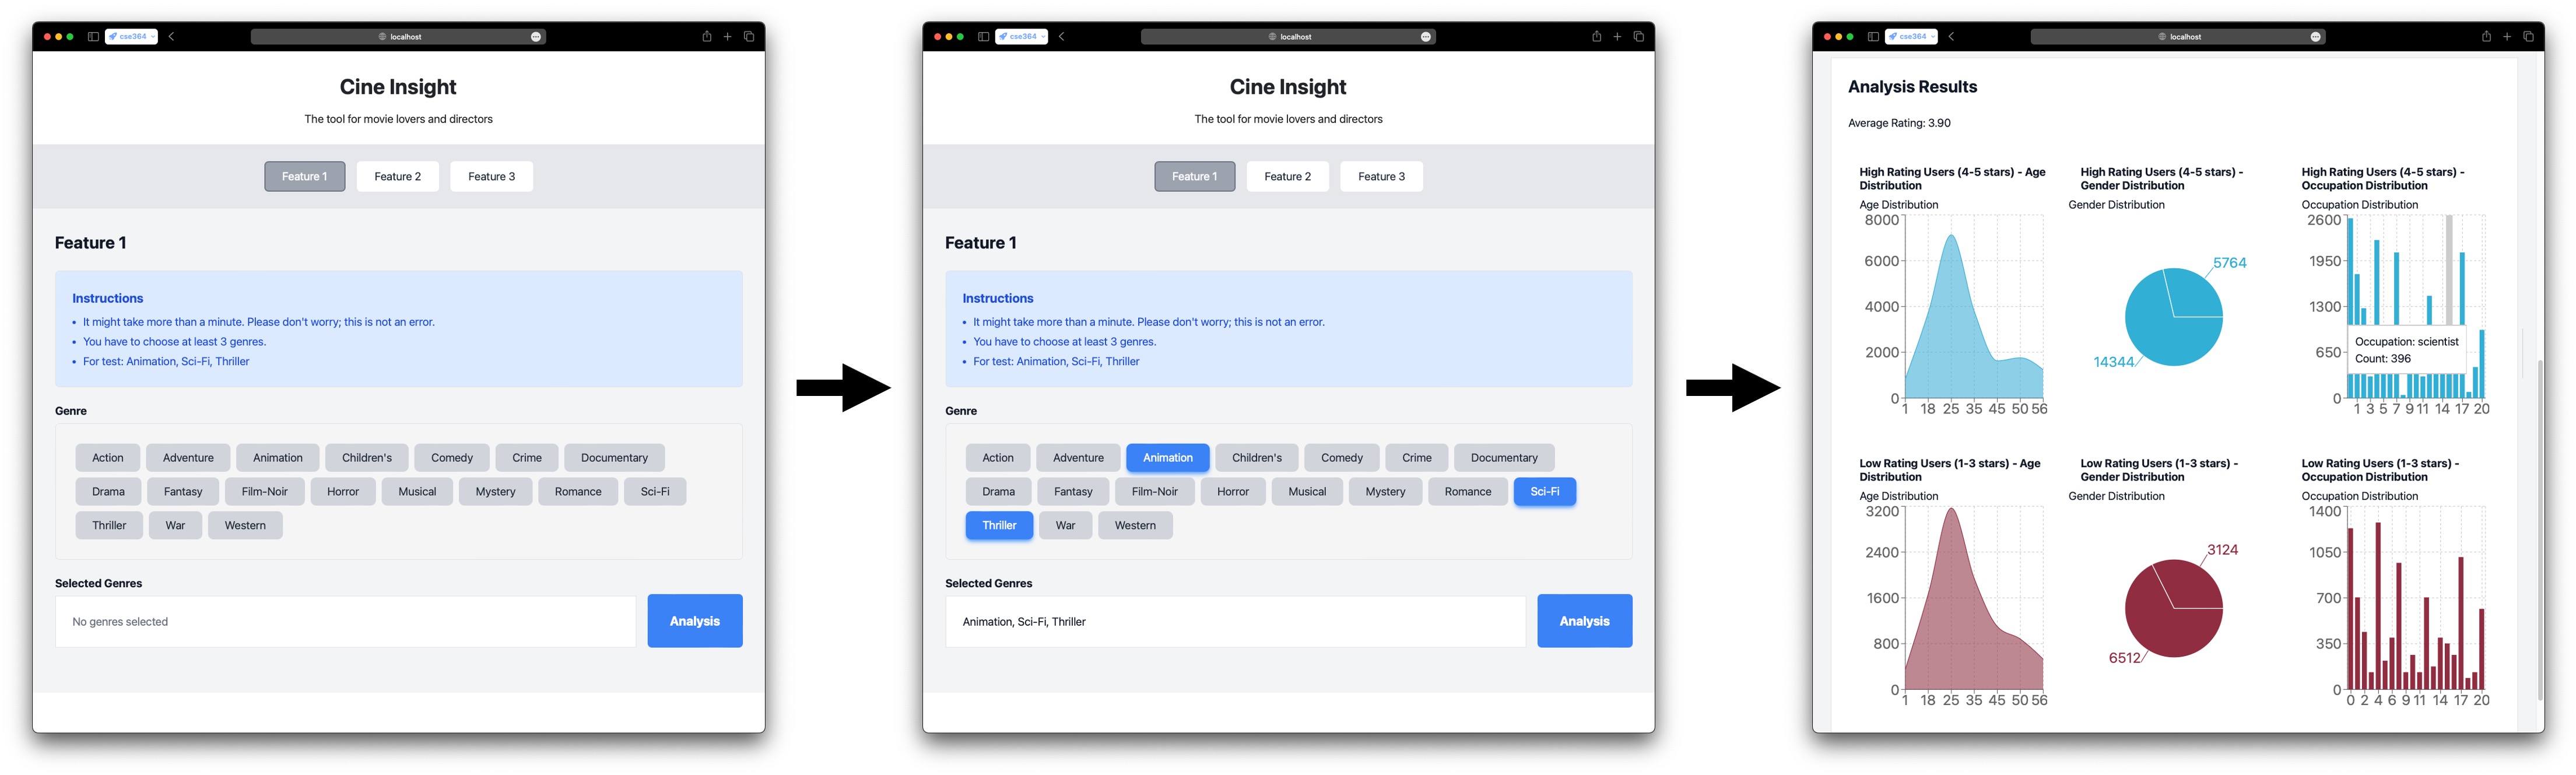 cse364
localhost
Cine Insight
The tool for movie lovers and directors
Feature 1
Feature 2
Feature 3
Feature 1
Instructions
• It might take more than a minute. Please don't worry; this is not an error.
• You have to choose at least 3 genres.
• For test: Animation, Sci-Fi, Thriller
Genre
Action Adventure Animation Children's Comedy Crime Documentary
Drama Fantasy Film-Noir Horror Musical Mystery Romance Sci-Fi
Thriller War Western
Selected Genres
No genres selected
Analysis
cse364
localhost
Cine Insight
The tool for movie lovers and directors
Feature 1
Feature 2
Feature 3
Feature 1
Instructions
• It might take more than a minute. Please don't worry; this is not an error.
• You have to choose at least 3 genres.
• For test: Animation, Sci-Fi, Thriller
Genre
Action Adventure Animation Children's Comedy Crime Documentary
Drama Fantasy Film-Noir Horror Musical Mystery Romance Sci-Fi
Thriller War Western
Selected Genres
Animation, Sci-Fi, Thriller
Analysis
cse364
localhost
Analysis Results
Average Rating: 3.90
High Rating Users (4-5 stars) - Age
Distribution
Age Distribution
8000
6000
4000
2000
0
1 18 25 35 45 50 56
High Rating Users (4-5 stars) -
Gender Distribution
Gender Distribution
5764
14344
High Rating Users (4-5 stars) -
Occupation Distribution
Occupation Distribution
2600
1950
1300
650
0
Occupation: scientist
Count: 396
1 3 5 7 9 11 14 17 20
Low Rating Users (1-3 stars) - Age
Distribution
Age Distribution
3200
2400
1600
800
0
1 18 25 35 45 50 56
Low Rating Users (1-3 stars) -
Gender Distribution
Gender Distribution
3124
6512
Low Rating Users (1-3 stars) -
Occupation Distribution
Occupation Distribution
1400
1050
700
350
0
0 2 4 6 9 11 14 17 20